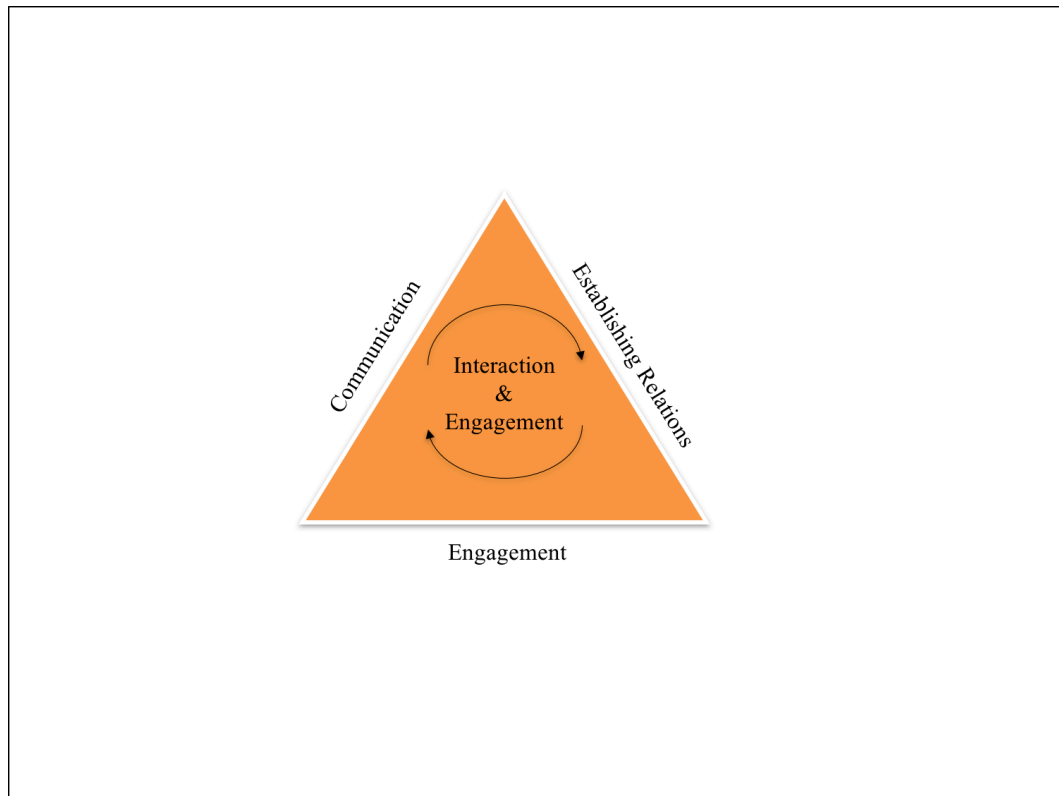 Communication
Establishing Relations
Interaction
&
Engagement
Engagement